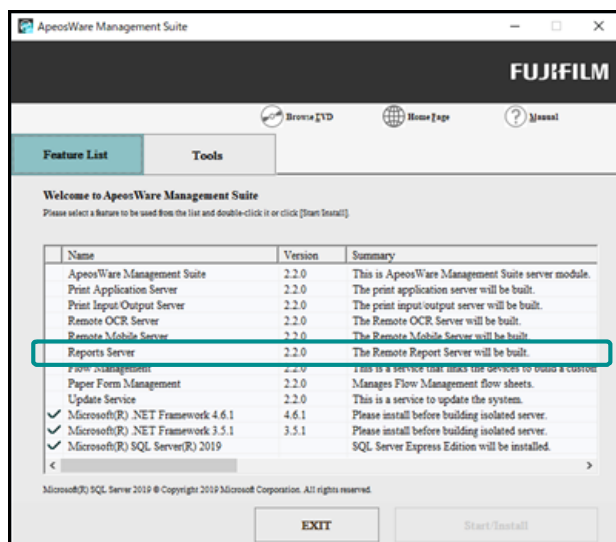 ApeosWare Management Suite
FUJIFILM
Browse DVD Home Page Manual
Feature List Tools
Welcome to ApeosWare Management Suite
Please select a feature to be used from the list and double-click it or click [Start Install].
Name Version Summary
ApeosWare Management Suite 2.2.0 This is ApeosWare Management Suite server module.
Print Application Server 2.2.0 The print application server will be built.
Print Input/Output Server 2.2.0 The print input/output server will be built.
Remote OCR Server 2.2.0 The Remote OCR Server will be built.
Remote Mobile Server 2.2.0 The Remote Mobile Server will be built.
Reports Server 2.2.0 The Remote Report Server will be built.
Flow Management 2.2.0 This is a service that links the devices to build a custom
Paper Form Management 2.2.0 Manages Flow Management flow sheets.
Update Service 2.2.0 This is a service to update the system.
Microsoft(R) .NET Framework 4.6.1 4.6.1 Please install before building isolated server.
Microsoft(R) .NET Framework 3.5.1 3.5.1 Please install before building isolated server.
Microsoft(R) SQL Server(R) 2019 SQL Server Express Edition will be installed.
Microsoft(R) SQL Server 2019 © Copyright 2019 Microsoft Corporation. All rights reserved.
EXIT Start/Install